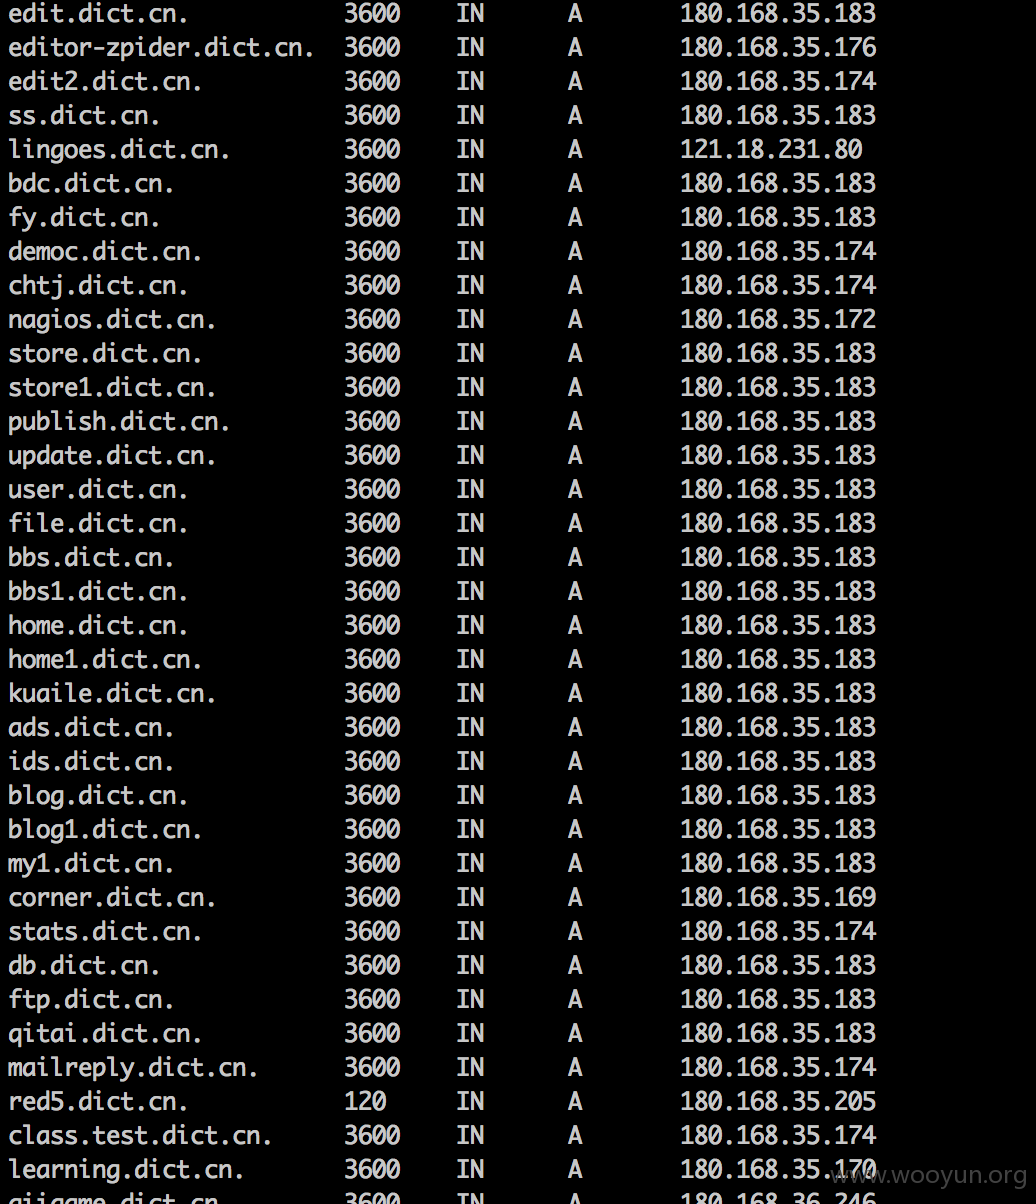 edit.dict.cn. 3600 IN A 180.168.35.183
editor-zpider.dict.cn. 3600 IN A 180.168.35.176
edit2.dict.cn. 3600 IN A 180.168.35.174
ss.dict.cn. 3600 IN A 180.168.35.183
lingoes.dict.cn. 3600 IN A 121.18.231.80
bdc.dict.cn. 3600 IN A 180.168.35.183
fy.dict.cn. 3600 IN A 180.168.35.183
democ.dict.cn. 3600 IN A 180.168.35.174
chtj.dict.cn. 3600 IN A 180.168.35.174
nagios.dict.cn. 3600 IN A 180.168.35.172
store.dict.cn. 3600 IN A 180.168.35.183
store1.dict.cn. 3600 IN A 180.168.35.183
publish.dict.cn. 3600 IN A 180.168.35.183
update.dict.cn. 3600 IN A 180.168.35.183
user.dict.cn. 3600 IN A 180.168.35.183
file.dict.cn. 3600 IN A 180.168.35.183
bbs.dict.cn. 3600 IN A 180.168.35.183
bbs1.dict.cn. 3600 IN A 180.168.35.183
home.dict.cn. 3600 IN A 180.168.35.183
home1.dict.cn. 3600 IN A 180.168.35.183
kuaile.dict.cn. 3600 IN A 180.168.35.183
ads.dict.cn. 3600 IN A 180.168.35.183
ids.dict.cn. 3600 IN A 180.168.35.183
blog.dict.cn. 3600 IN A 180.168.35.183
blog1.dict.cn. 3600 IN A 180.168.35.183
my1.dict.cn. 3600 IN A 180.168.35.183
corner.dict.cn. 3600 IN A 180.168.35.169
stats.dict.cn. 3600 IN A 180.168.35.174
db.dict.cn. 3600 IN A 180.168.35.183
ftp.dict.cn. 3600 IN A 180.168.35.183
qitai.dict.cn. 3600 IN A 180.168.35.183
mailreply.dict.cn. 3600 IN A 180.168.35.174
red5.dict.cn. 120 IN A 180.168.35.205
class.test.dict.cn. 3600 IN A 180.168.35.174
learning.dict.cn. 3600 IN A 180.168.35.170
www.wooyun.org
3600 IN A 180.168.36.246